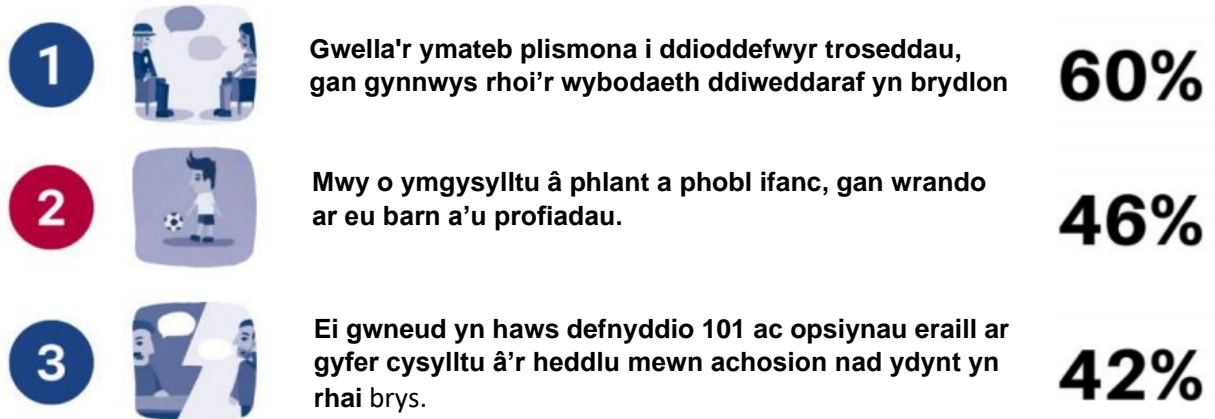 1
Gwella'r ymateb plismona i ddioddefwyr troseddau,
gan gynnwys rhoi’r wybodaeth ddiweddaraf yn brydlon
60%
2
Mwy o ymgysylltu â phlant a phobl ifanc, gan wrando
ar eu barn a’u profiadau.
46%
3
Ei gwneud yn haws defnyddio 101 ac opsiynau eraill ar
gyfer cysylltu â’r heddlu mewn achosion nad ydynt yn
rhai brys.
42%